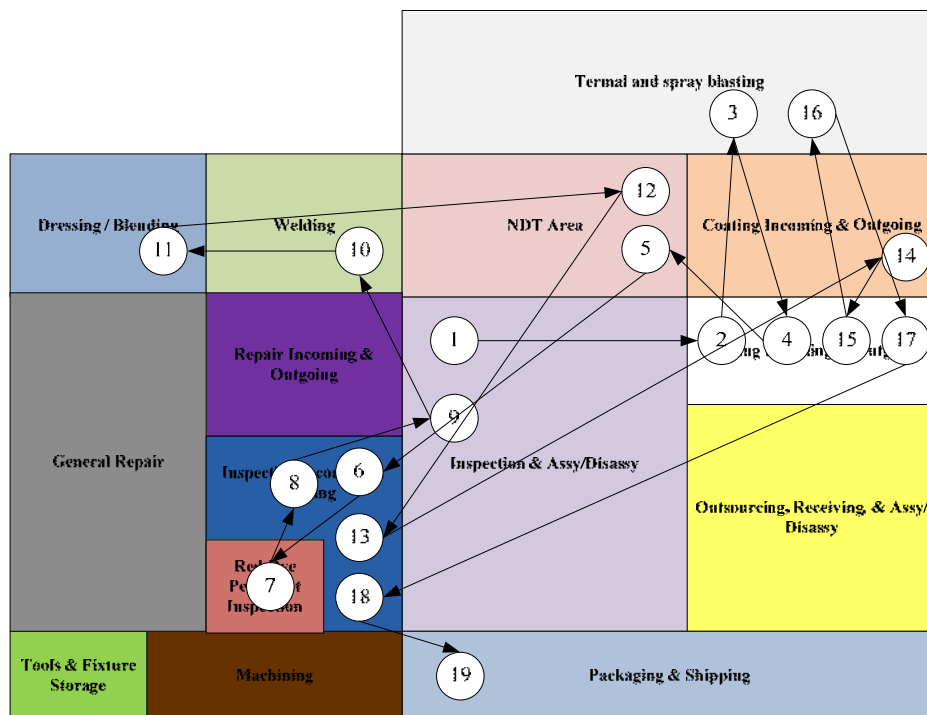 Termal and spray blasting
3
16
Dressing / Blending
Welding
NDT Area
Coating Incoming & Outgoing
12
11
10
5
14
Repair Incoming &
Outgoing
1
2
4
15
17
9
General Repair
Inspection & Assy/Disassy
6
8
13
Outsourcing, Receiving, & Assy/
Disassy
7
Inspection
18
Tools & Fixture
Storage
Machining
19
Packaging & Shipping